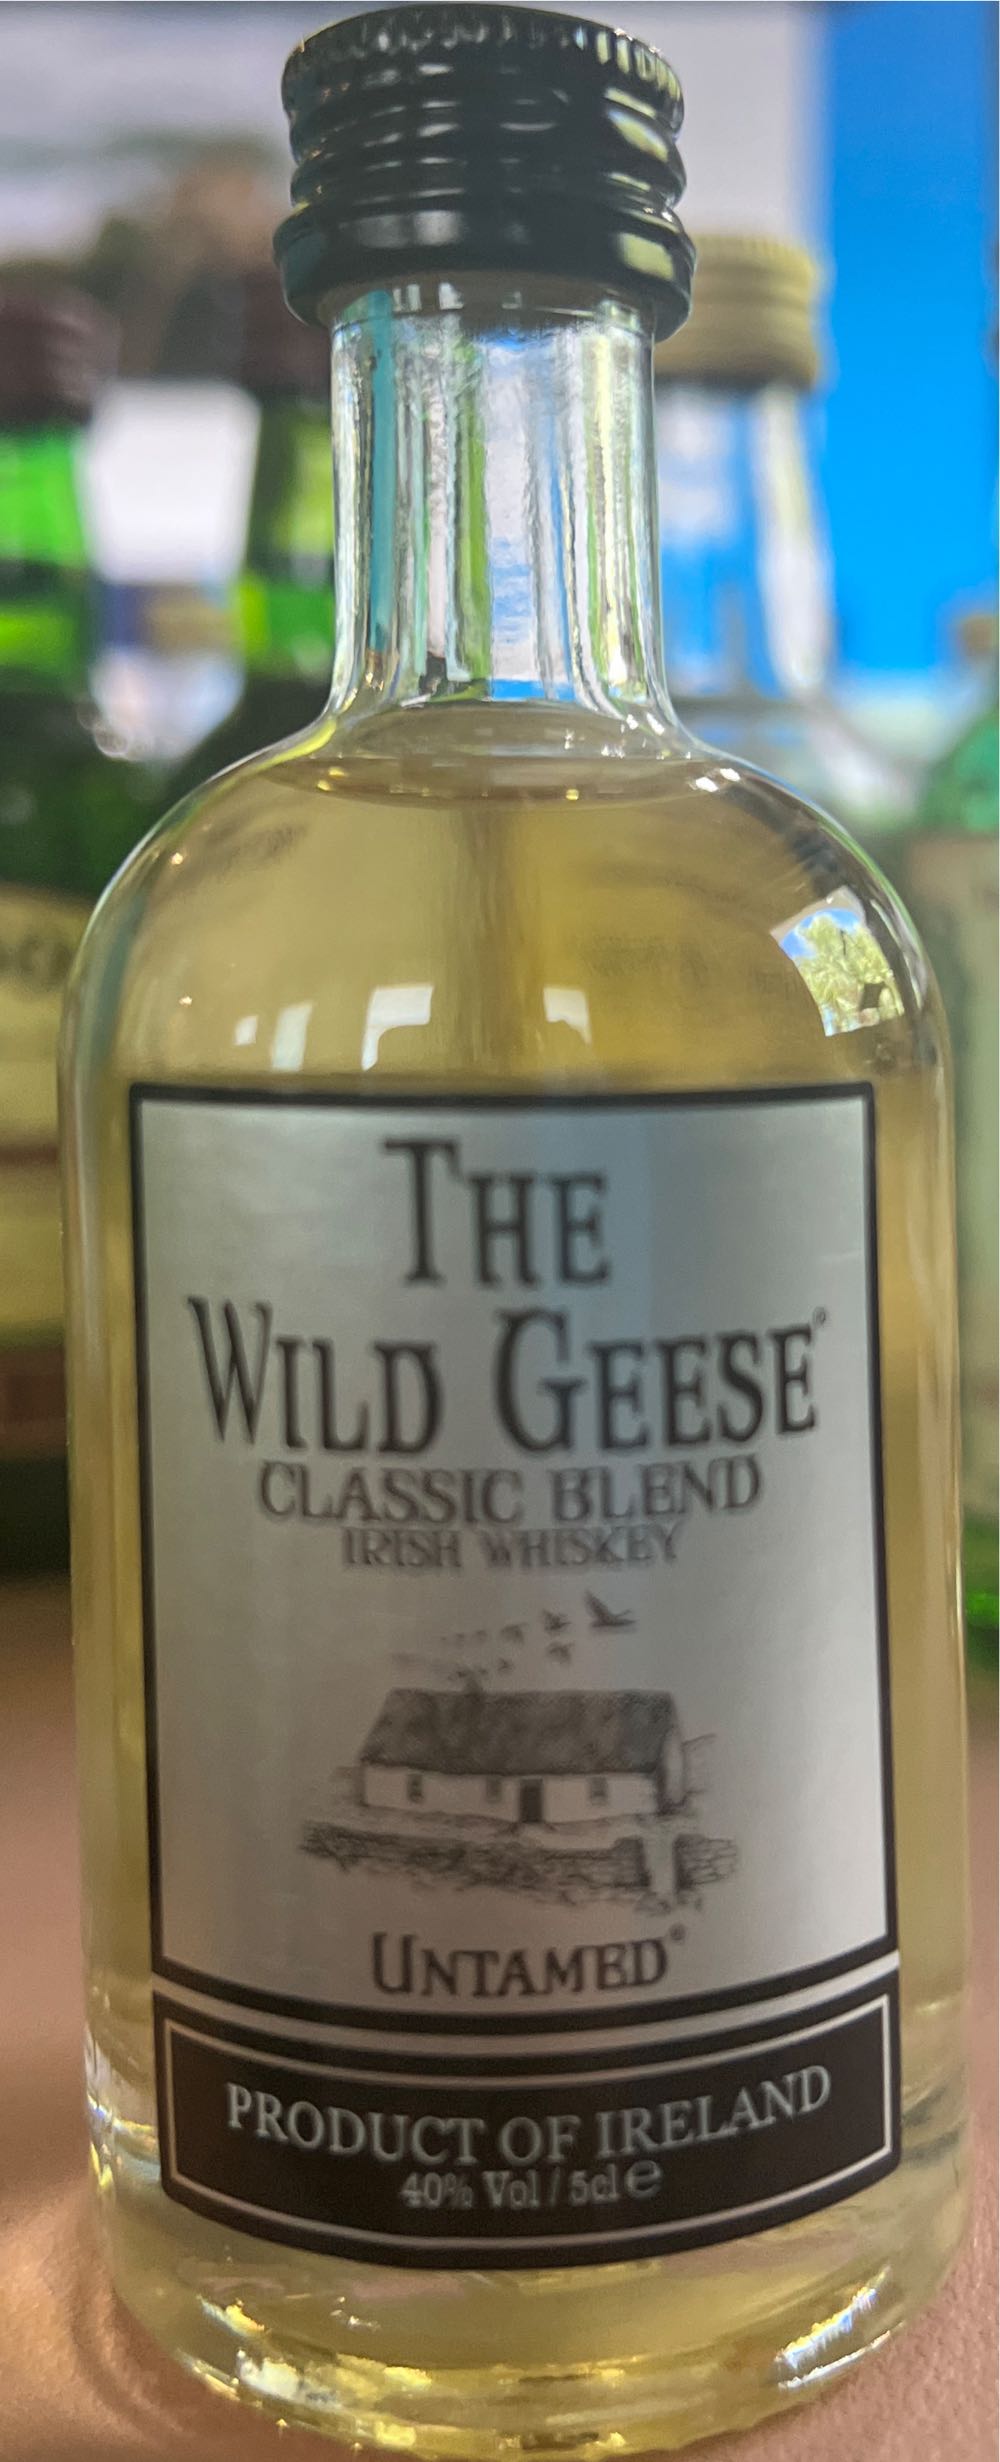 THE
WILD GEESE®
CLASSIC BLEND
IRISH WHISKEY
UNTAMED®
PRODUCT OF IRELAND
40% Vol / 5cl ℮